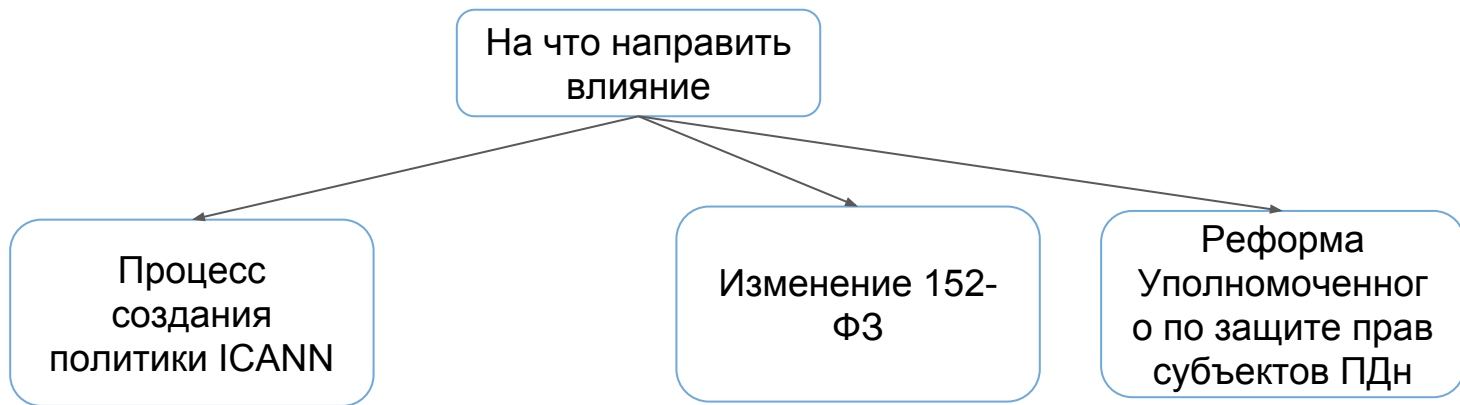 На что направить
влияние
Процесс
создания
политики ICANN
Изменение 152-
ФЗ
Реформа
Уполномоченног
о по защите прав
субъектов ПДн